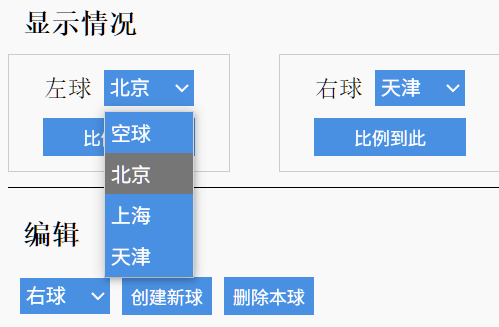 显示情况
左球 北京
右球 天津
比
比例到此
空球
北京
上海
天津
编辑
右球 创建新球 删除本球